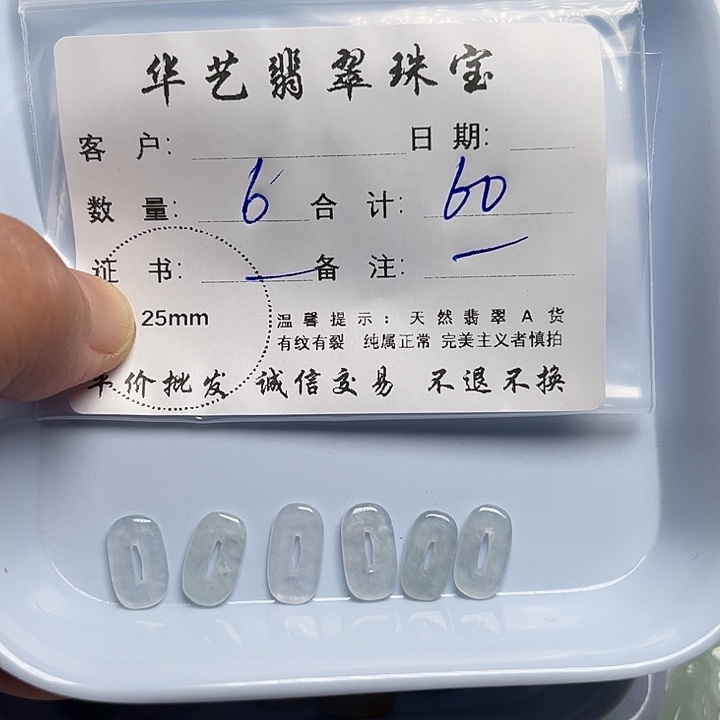 华艺翡翠珠宝
客 户: 日 期:
数 量: 6 合 计: 60
证 书: — 备 注: —
25mm
温馨提示: 天然翡翠A货
有纹有裂 纯属正常 完美主义者慎拍
平价批发 诚信交易 不退不换